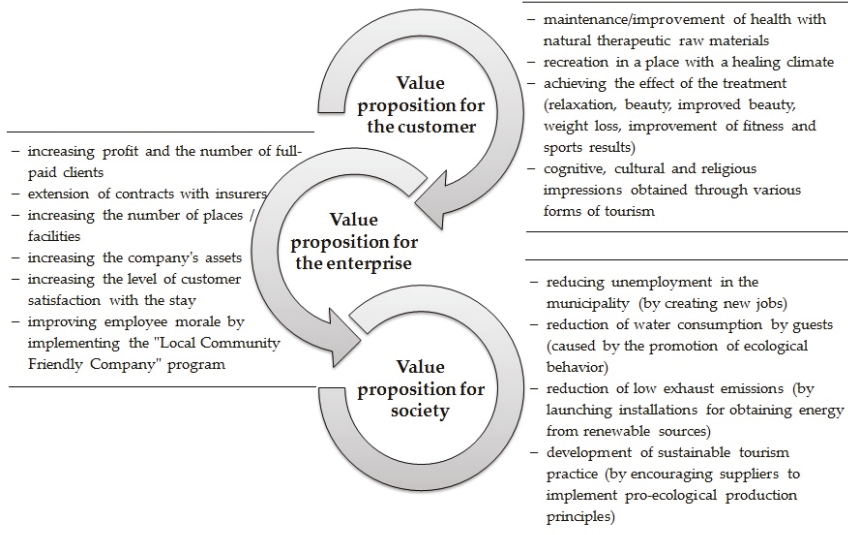 Value
proposition for
the customer
– maintenance/improvement of health with
natural therapeutic raw materials
– recreation in a place with a healing climate
– achieving the effect of the treatment
(relaxation, beauty, improved beauty,
weight loss, improvement of fitness and
sports results)
– cognitive, cultural and religious
impressions obtained through various
forms of tourism
– increasing profit and the number of full-
paid clients
– extension of contracts with insurers
– increasing the number of places /
facilities
– increasing the company's assets
– increasing the level of customer
satisfaction with the stay
– improving employee morale by
implementing the "Local Community
Friendly Company" program
Value
proposition for
the enterprise
Value
proposition for
society
– reducing unemployment in the
municipality (by creating new jobs)
– reduction of water consumption by guests
(caused by the promotion of ecological
behavior)
– reduction of low exhaust emissions (by
launching installations for obtaining energy
from renewable sources)
– development of sustainable tourism
practice (by encouraging suppliers to
implement pro-ecological production
principles)